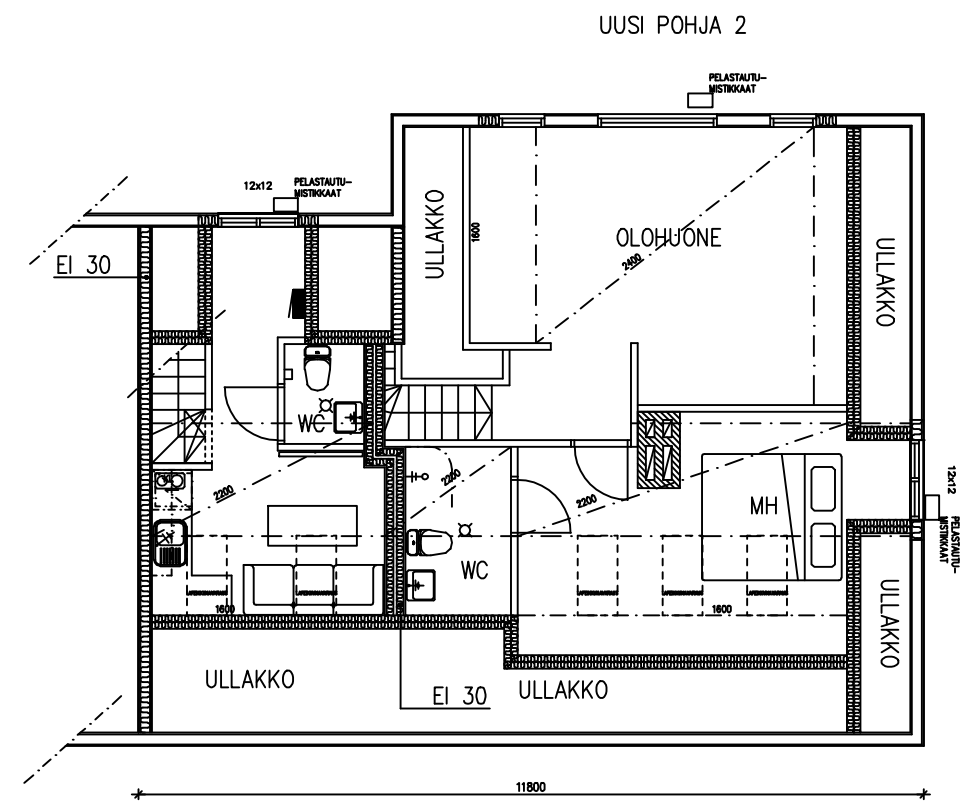 UUSI POHJA 2
PELASTAUTU-
MISTIKKAAT
12x12
PELASTAUTU-
MISTIKKAAT
EI 30
ULLAKKO
1600
OLOHUONE
2400
ULLAKKO
WC
2200
2200
2200
MH
12x12
PELASTAUTU-
MISTIKKAAT
WC
1600
1600
ULLAKKO
ULLAKKO
EI 30
ULLAKKO
11800